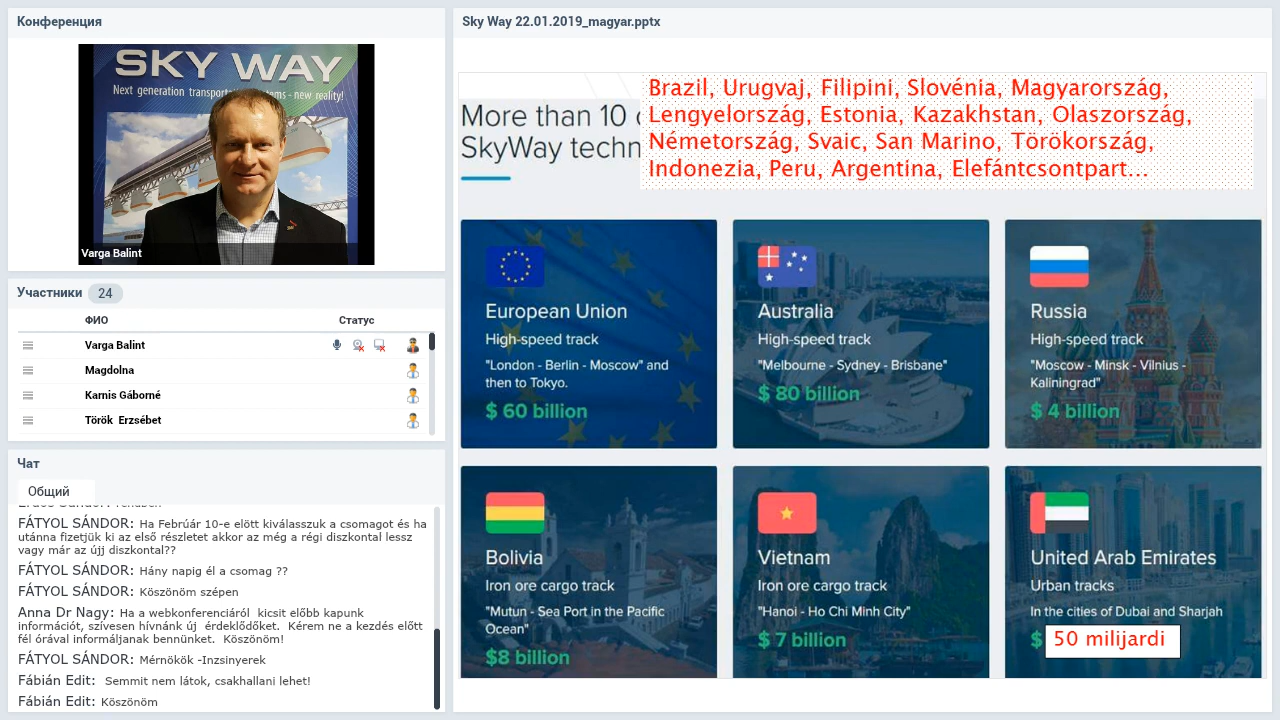 Конференция
SKY WAY
Next generation
new reality!
Varga Balint
Участники 24
ФИО Статус
Varga Balint
Magdolna
Karnis Gáborné
Török Erzsébet
Чат
Общий
FÁTYOL SÁNDOR: Ha Február 10-e elött kiválasszuk a csomagot és ha
utánna fizetjük ki az első részletet akkor az még a régi diszkontal lessz
vagy már az újj diszkontal??
FÁTYOL SÁNDOR: Hány napig él a csomag ??
FÁTYOL SÁNDOR: Köszönöm szépen
Anna Dr Nagy: Ha a webkonferenciáról kicsit előbb kapunk
információt, szívesen hívnánk új érdeklődőket. Kérem ne a kezdés előtt
fél órával informáljanak bennünket. Köszönöm!
FÁTYOL SÁNDOR: Mérnökök -Inzsinyerek
Fábián Edit: Semmit nem látok, csakhallani lehet!
Fábián Edit: Köszönöm
Sky Way 22.01.2019_magyar.pptx
More than 10
SkyWay techn
Brazil, Urugvaj, Filipini, Slovénia, Magyarország,
Lengyelország, Estonia, Kazakhstan, Olaszország,
Németország, Svaic, San Marino, Törökország,
Indonezia, Peru, Argentina, Elefántcsontpart...
European Union
High-speed track
"London - Berlin - Moscow" and
then to Tokyo.
$ 60 billion
Australia
High-speed track
"Melbourne - Sydney - Brisbane"
$ 80 billion
Russia
High-speed track
"Moscow - Minsk - Vilnius -
Kaliningrad"
$ 4 billion
Bolivia
Iron ore cargo track
"Mutun - Sea Port in the Pacific
Ocean"
$8 billion
Vietnam
Iron ore cargo track
"Hanoi - Ho Chi Minh City"
$ 7 billion
United Arab Emirates
Urban tracks
In the cities of Dubai and Sharjah
$ 50 milijardi